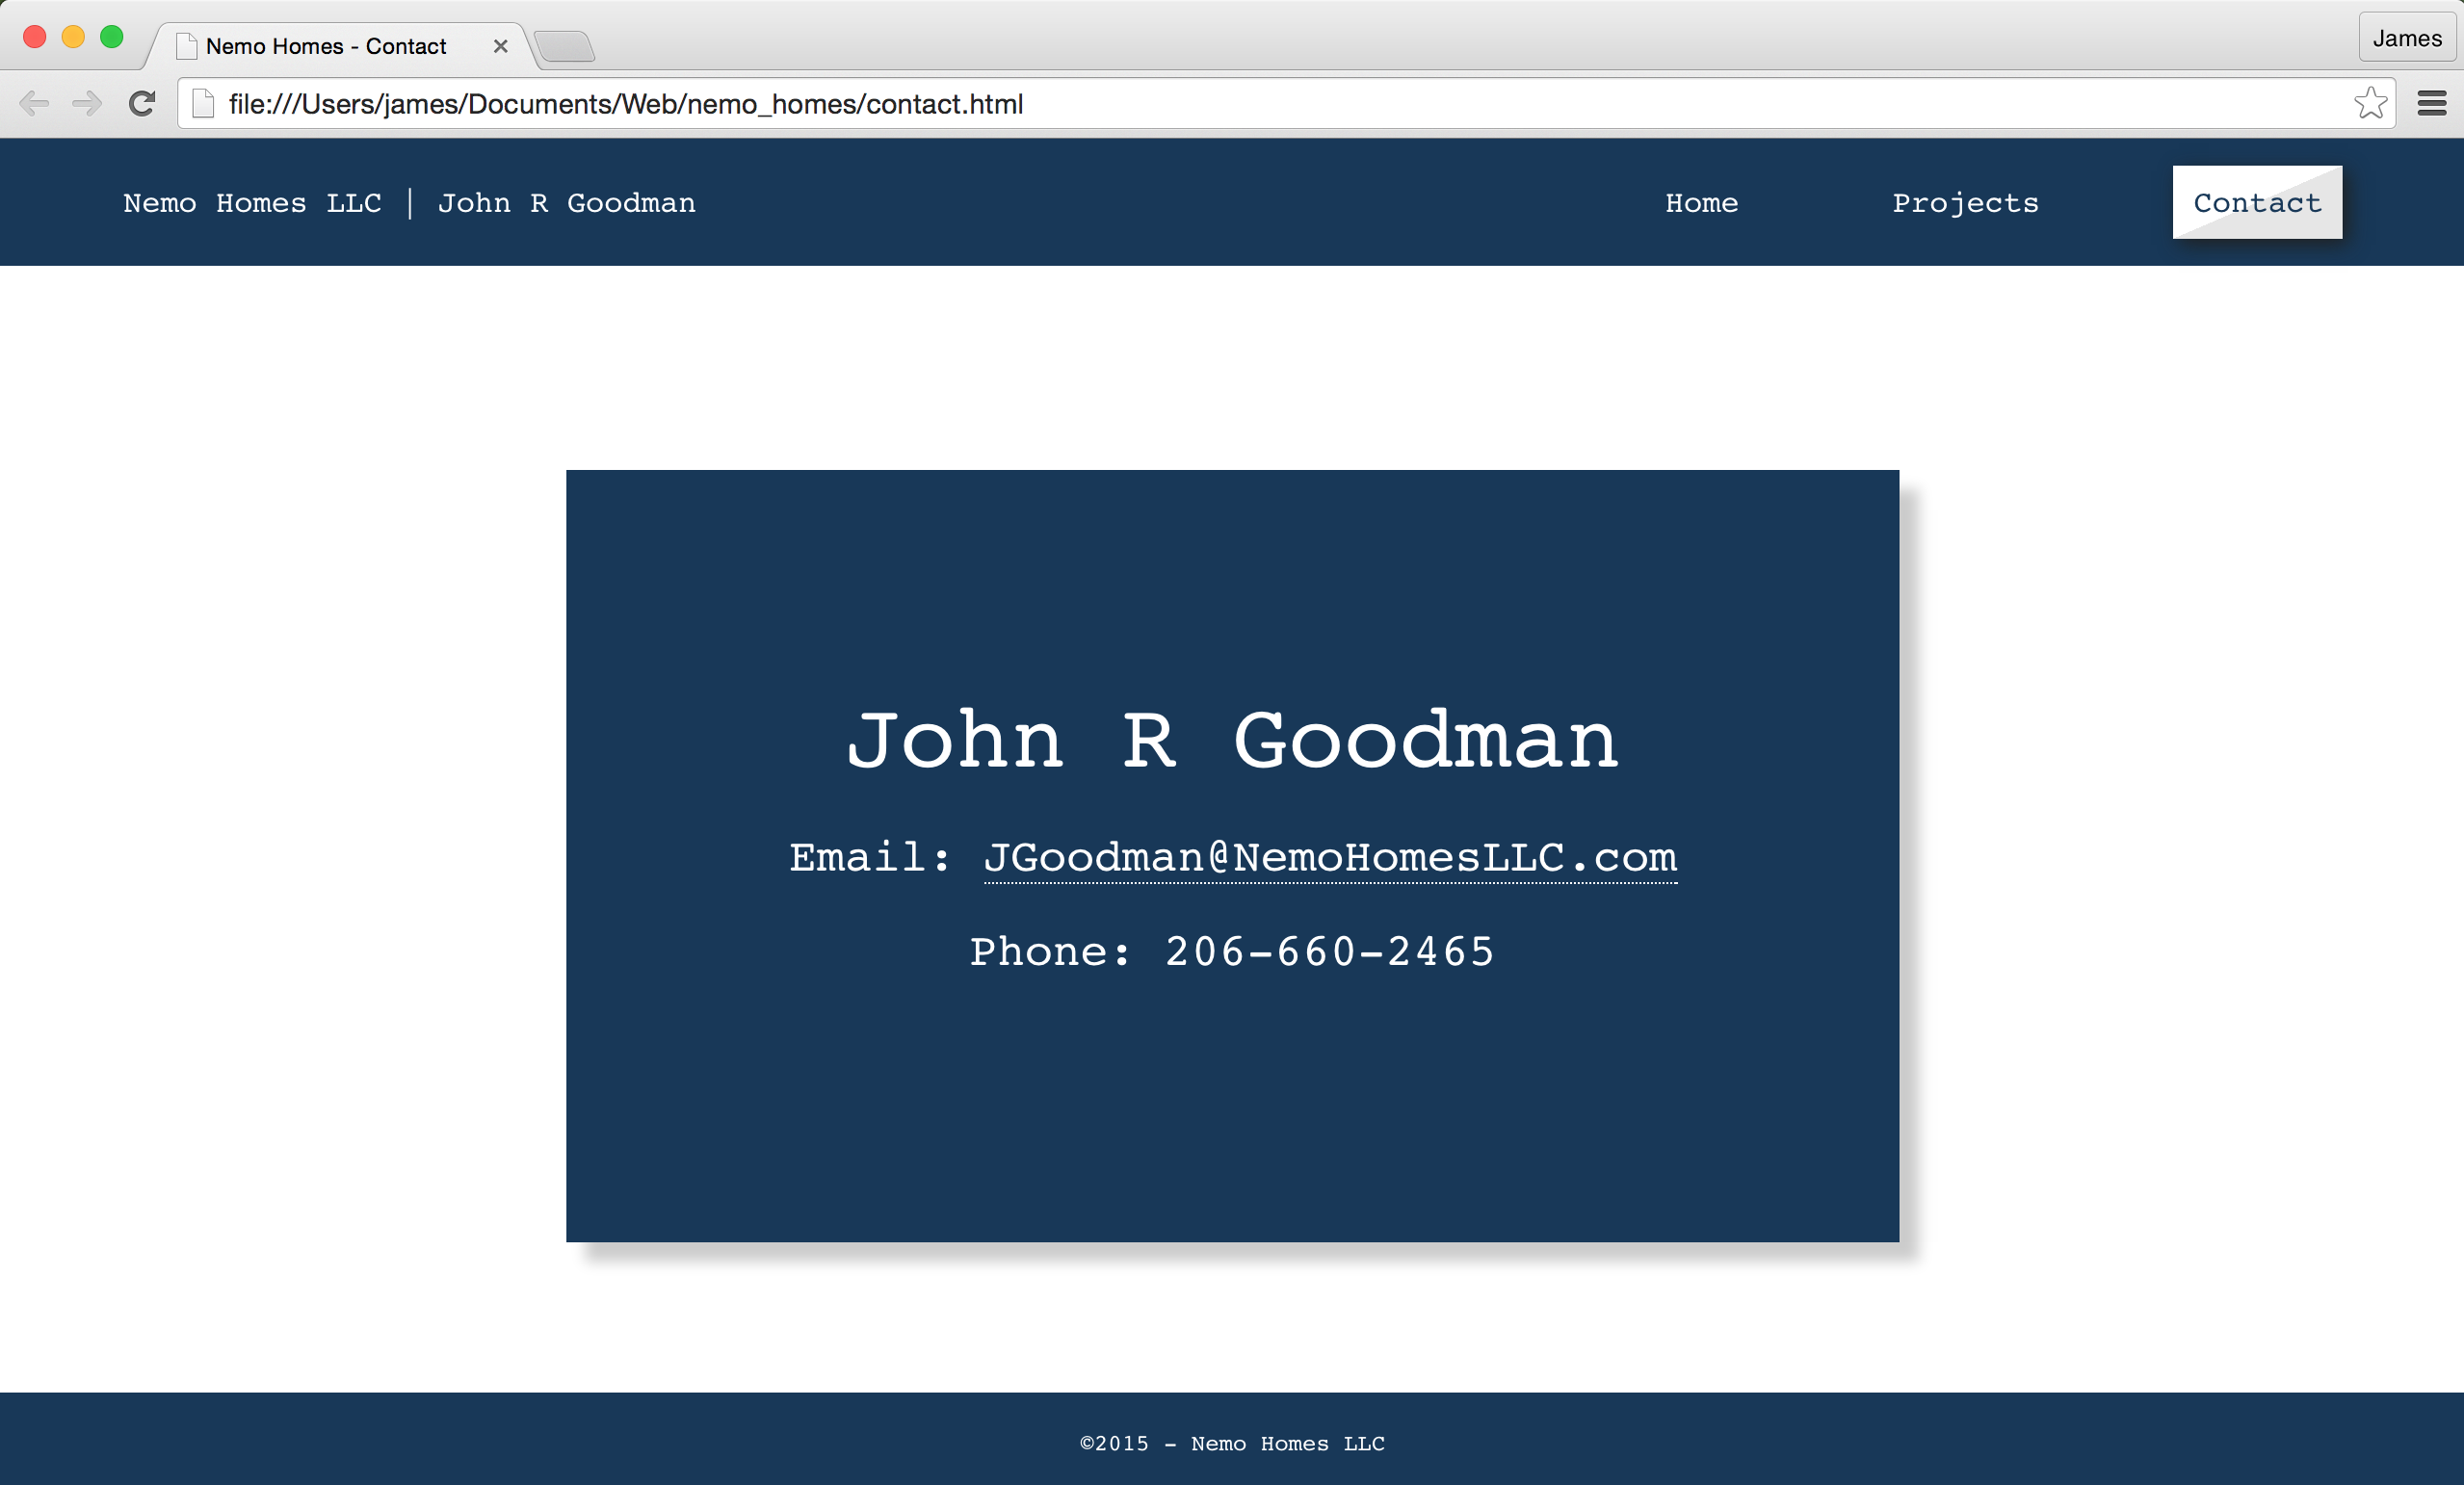 Nemo Homes - Contact
James
file:///Users/james/Documents/Web/nemo_homes/contact.html
Nemo Homes LLC | John R Goodman
Home
Projects
Contact
John R Goodman
Email: JGoodman@NemoHomesLLC.com
Phone: 206-660-2465
©2015 - Nemo Homes LLC